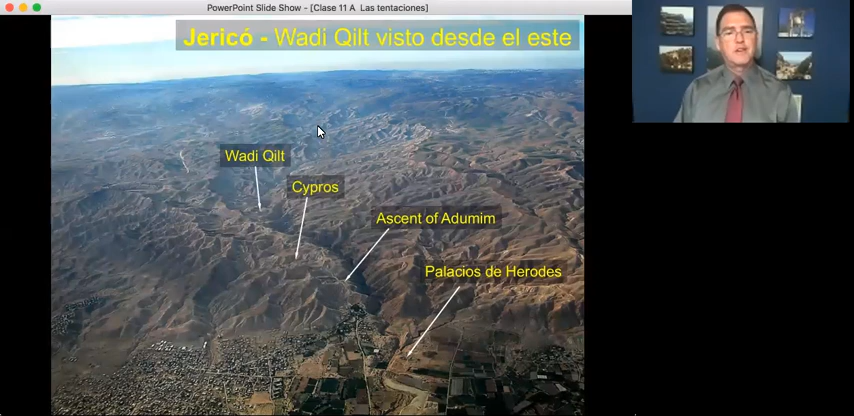 PowerPoint Slide Show - [Clase 11 A Las tentaciones]
Jericó - Wadi Qilt visto desde el este
Wadi Qilt
Cypros
Ascent of Adumim
Palacios de Herodes